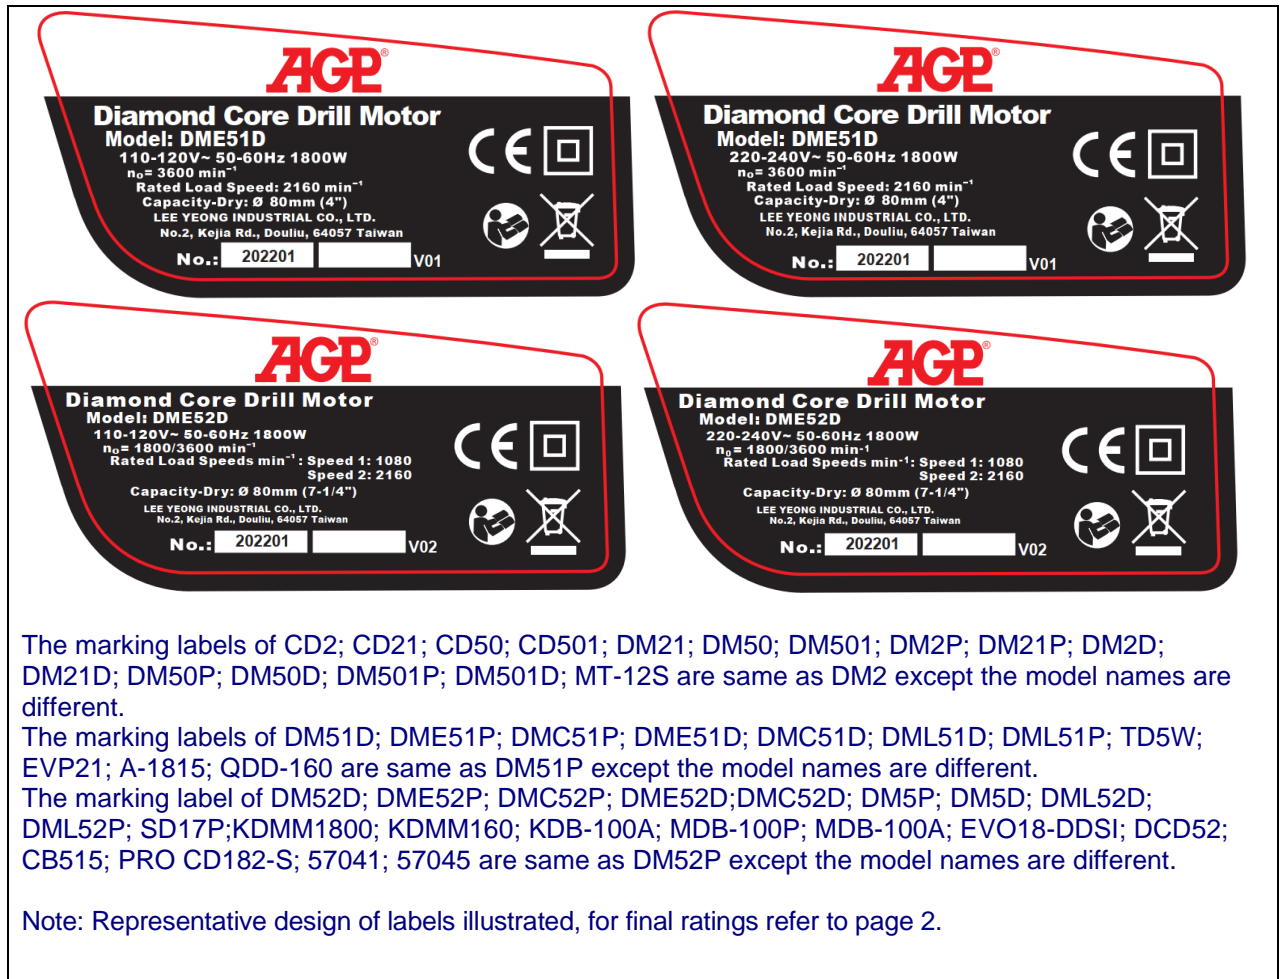 AGP®
Diamond Core Drill Motor
Model: DME51D
110-120V~ 50-60Hz 1800W
n₀= 3600 min⁻¹
Rated Load Speed: 2160 min⁻¹
Capacity-Dry: Ø 80mm (4")
LEE YEONG INDUSTRIAL CO., LTD.
No.2, Kejia Rd., Douliu, 64057 Taiwan
No.: 202201 V01
CE
AGP®
Diamond Core Drill Motor
Model: DME51D
220-240V~ 50-60Hz 1800W
n₀= 3600 min⁻¹
Rated Load Speed: 2160 min⁻¹
Capacity-Dry: Ø 80mm (4")
LEE YEONG INDUSTRIAL CO., LTD.
No.2, Kejia Rd., Douliu, 64057 Taiwan
No.: 202201 V01
CE
AGP®
Diamond Core Drill Motor
Model: DME52D
110-120V~ 50-60Hz 1800W
n₀= 1800/3600 min⁻¹
Rated Load Speeds min⁻¹ : Speed 1: 1080
Speed 2: 2160
Capacity-Dry: Ø 80mm (7-1/4")
LEE YEONG INDUSTRIAL CO., LTD.
No.2, Kejia Rd., Douliu, 64057 Taiwan
No.: 202201 V02
CE
AGP®
Diamond Core Drill Motor
Model: DME52D
220-240V~ 50-60Hz 1800W
n₀= 1800/3600 min-¹
Rated Load Speeds min-¹ : Speed 1: 1080
Speed 2: 2160
Capacity-Dry: Ø 80mm (7-1/4")
LEE YEONG INDUSTRIAL CO., LTD.
No.2, Kejia Rd., Douliu, 64057 Taiwan
No.: 202201 V02
CE
The marking labels of CD2; CD21; CD50; CD501; DM21; DM50; DM501; DM2P; DM21P; DM2D;
DM21D; DM50P; DM50D; DM501P; DM501D; MT-12S are same as DM2 except the model names are
different.
The marking labels of DM51D; DME51P; DMC51P; DME51D; DMC51D; DML51D; DML51P; TD5W;
EVP21; A-1815; QDD-160 are same as DM51P except the model names are different.
The marking label of DM52D; DME52P; DMC52P; DME52D;DMC52D; DM5P; DM5D; DML52D;
DML52P; SD17P;KDMM1800; KDMM160; KDB-100A; MDB-100P; MDB-100A; EVO18-DDSI; DCD52;
CB515; PRO CD182-S; 57041; 57045 are same as DM52P except the model names are different.
Note: Representative design of labels illustrated, for final ratings refer to page 2.